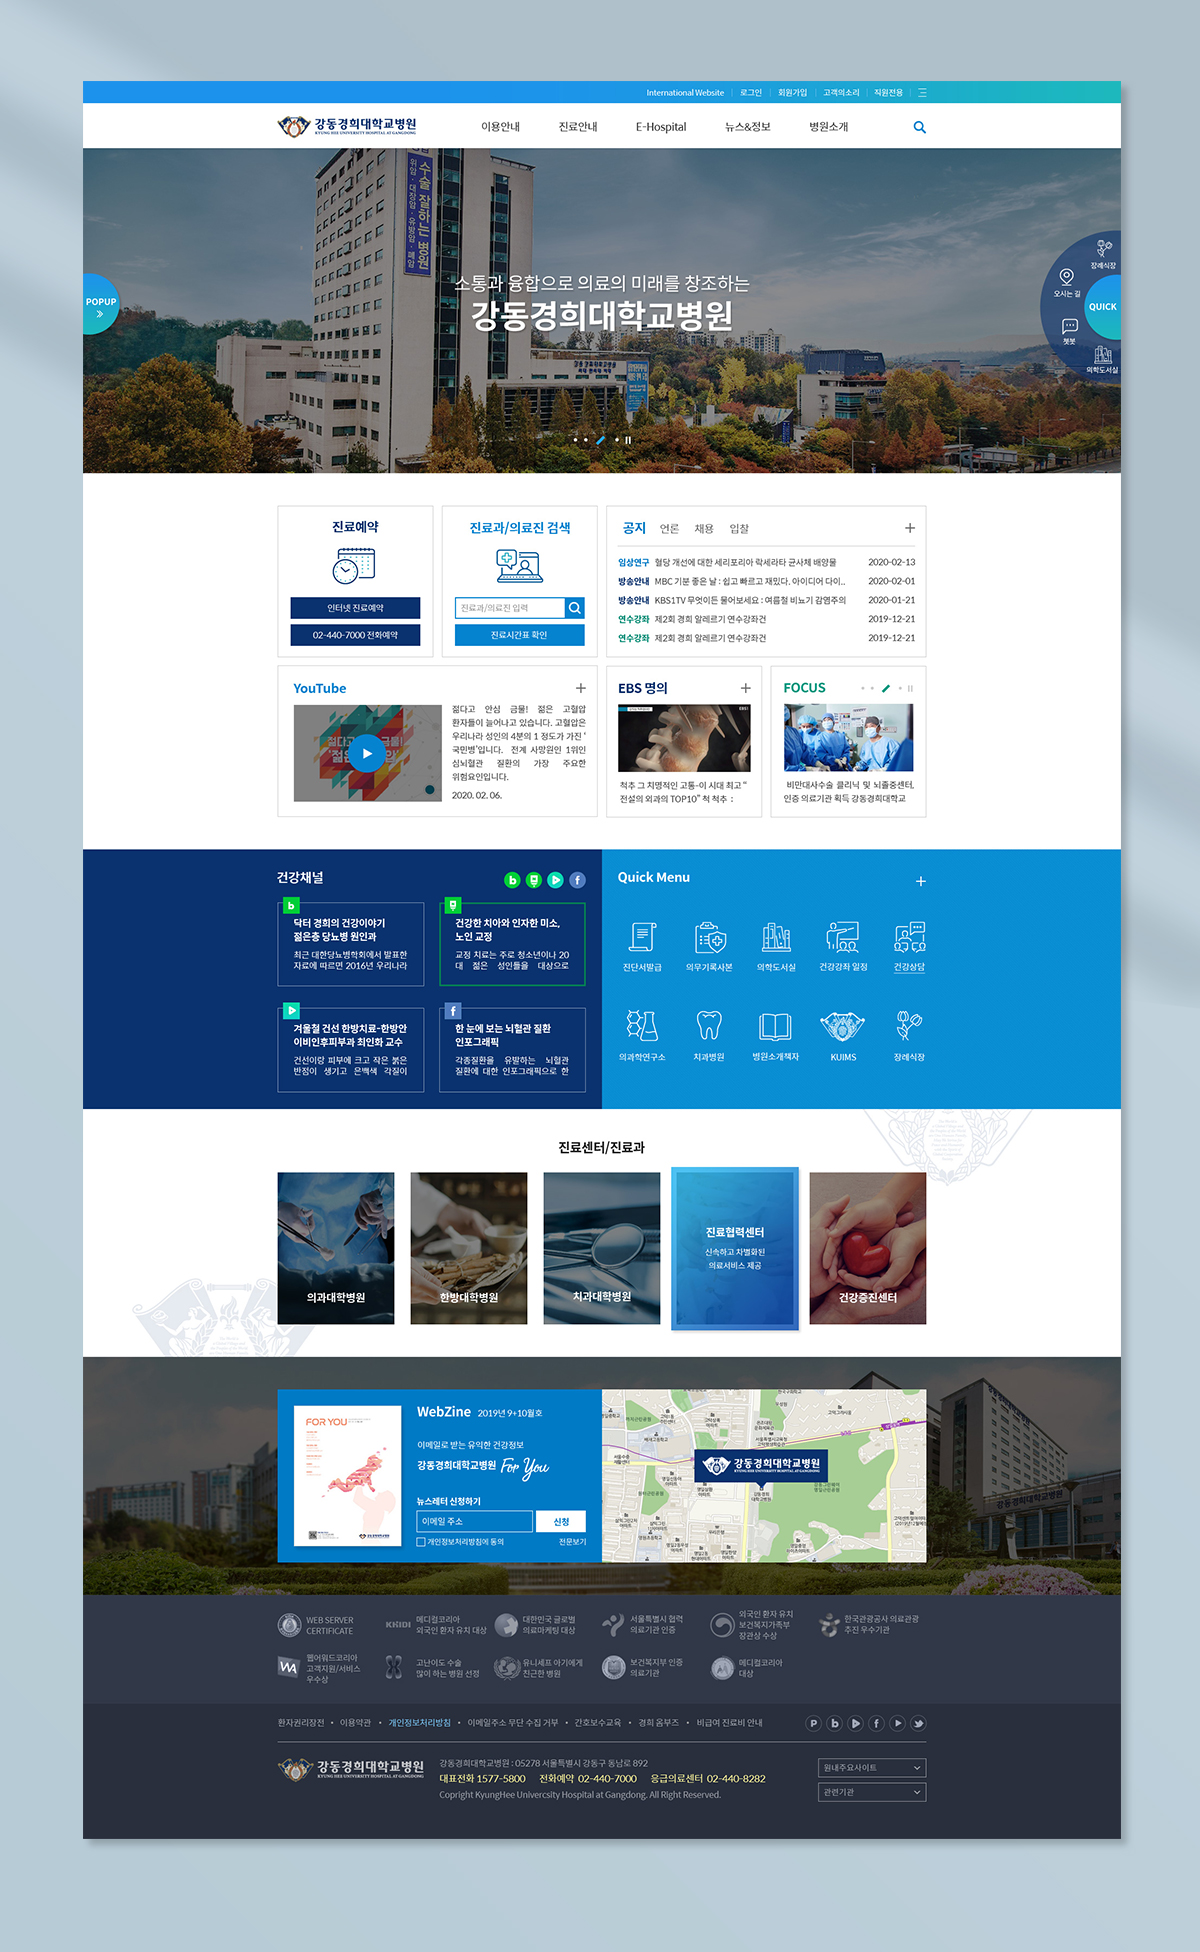 International Website 로그인 회원가입 고객의소리 직원전용
강동경희대학교병원
KYUNG HEE UNIVERSITY HOSPITAL AT GANGDONG
이용안내 진료안내 E-Hospital 뉴스&정보 병원소개
수술 잘하는 병원
위암·대장암·유방암·폐암
소통과 융합으로 의료의 미래를 창조하는
강동경희대학교병원
POPUP
장례식장
오시는 길
QUICK
챗봇
의학도서실
진료예약
인터넷 진료예약
02-440-7000 전화예약
진료과/의료진 검색
진료과/의료진 입력
진료시간표 확인
공지 언론 채용 입찰
임상연구 혈당 개선에 대한 세리포리아 락세라타 균사체 배양물 2020-02-13
방송안내 MBC 기분 좋은 날 : 쉽고 빠르고 재밌다. 아이디어 다이.. 2020-02-01
방송안내 KBS1TV 무엇이든 물어보세요 : 여름철 비뇨기 감염주의 2020-01-21
연수강좌 제2회 경희 알레르기 연수강좌건 2019-12-21
연수강좌 제2회 경희 알레르기 연수강좌건 2019-12-21
YouTube
젊다고 안심 금물! 젊은 고혈압
환자들이 늘어나고 있습니다. 고혈압은
우리나라 성인의 4분의 1 정도가 가진 '
국민병'입니다. 전계 사망원인 1위인
심뇌혈관 질환의 가장 주요한
위험요인입니다.
2020. 02. 06.
EBS 명의
척추 그 치명적인 고통-이 시대 최고 “
전설의 외과의 TOP10” 척 척추 :
FOCUS
비만대사수술 클리닉 및 뇌졸중센터,
인증 의료기관 획득 강동경희대학교
건강채널
닥터 경희의 건강이야기
젊은층 당뇨병 원인과
최근 대한당뇨병학회에서 발표한
자료에 따르면 2016년 우리나라
건강한 치아와 인자한 미소,
노인 교정
교정 치료는 주로 청소년이나 20
대 젊은 성인들을 대상으로
겨울철 건선 한방치료-한방안
이비인후피부과 최인화 교수
건선이랑 피부에 크고 작은 붉은
반점이 생기고 은백색 각질이
한 눈에 보는 뇌혈관 질환
인포그래픽
각종질환을 유발하는 뇌혈관
질환에 대한 인포그래픽으로 한
Quick Menu
진단서발급 의무기록사본 의학도서실 건강강좌 일정 건강상담
의과학연구소 치과병원 병원소개책자 KUIMS 장례식장
진료센터/진료과
의과대학병원
한방대학병원
치과대학병원
진료협력센터
신속하고 차별화된
의료서비스 제공
건강증진센터
FOR YOU
WebZine 2019년 9+10월호
이메일로 받는 유익한 건강정보
강동경희대학교병원 For You
뉴스레터 신청하기
이메일 주소 신청
개인정보처리방침에 동의 전문보기
강동경희대학교병원
KYUNG HEE UNIVERSITY HOSPITAL AT GANGDONG
강동경희
대학교병원
WEB SERVER
CERTIFICATE
KHIDI
메디컬코리아
외국인 환자 유치 대상
대한민국 글로벌
의료마케팅 대상
서울특별시 협력
의료기관 인증
외국인 환자 유치
보건복지가족부
장관상 수상
한국관광공사 의료관광
추진 우수기관
웹어워드코리아
고객지원/서비스
우수상
고난이도 수술
많이 하는 병원 선정
유니세프 아기에게
친근한 병원
보건복지부 인증
의료기관
메디컬코리아
대상
환자권리장전 • 이용약관 • 개인정보처리방침 • 이메일주소 무단 수집 거부 • 간호보수교육 • 경희 옴부즈 • 비급여 진료비 안내
강동경희대학교병원
KYUNG HEE UNIVERSITY HOSPITAL AT GANGDONG
강동경희대학교병원 : 05278 서울특별시 강동구 동남로 892
대표전화 1577-5800 전화예약 02-440-7000 응급의료센터 02-440-8282
Copright KyungHee Univercsity Hospital at Gangdong. All Right Reserved.
원내주요사이트
관련기관